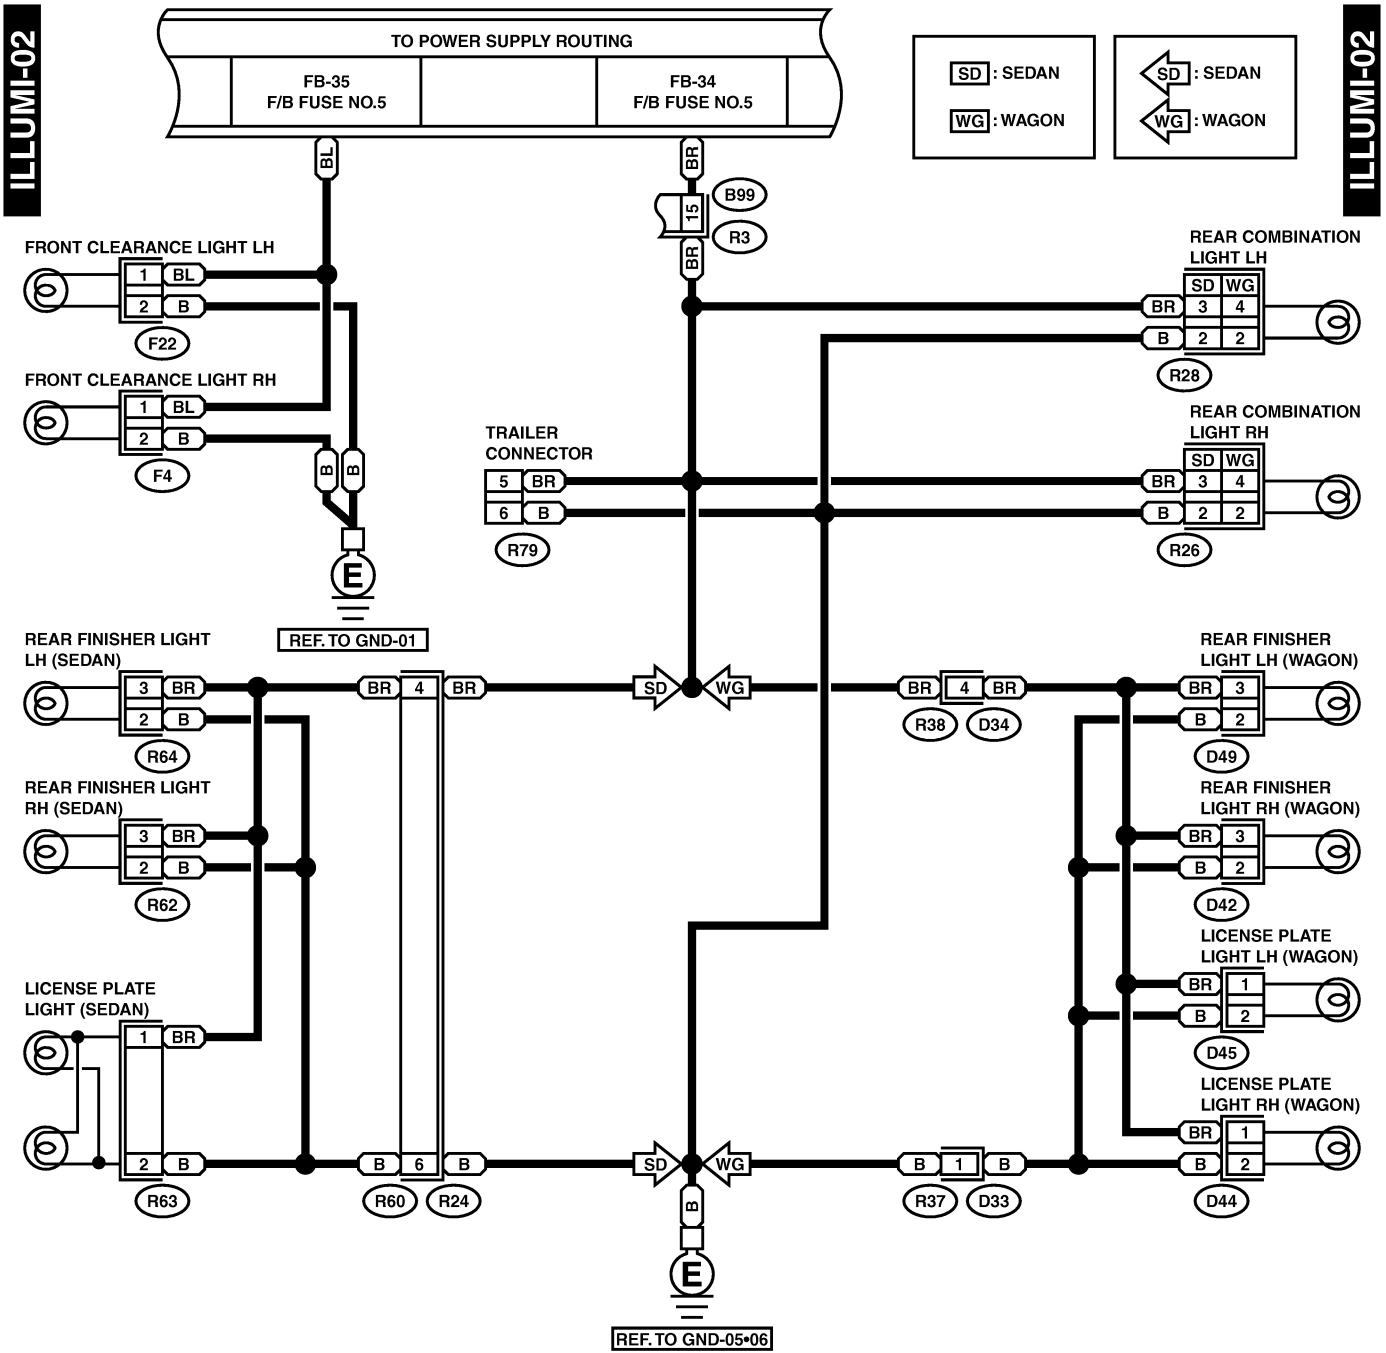 ILLUMI-02
ILLUMI-02
TO POWER SUPPLY ROUTING
FB-35
F/B FUSE NO.5
FB-34
F/B FUSE NO.5
SD : SEDAN
WG : WAGON
SD : SEDAN
WG : WAGON
BL
BR
15
B99
R3
BR
FRONT CLEARANCE LIGHT LH
1 BL
2 B
F22
FRONT CLEARANCE LIGHT RH
1 BL
2 B
F4
B B
E
REF. TO GND-01
REAR COMBINATION
LIGHT LH
SD WG
BR 3 4
B 2 2
R28
REAR COMBINATION
LIGHT RH
SD WG
BR 3 4
B 2 2
R26
TRAILER
CONNECTOR
5 BR
6 B
R79
REAR FINISHER LIGHT
LH (SEDAN)
3 BR
2 B
R64
REAR FINISHER LIGHT
RH (SEDAN)
3 BR
2 B
R62
LICENSE PLATE
LIGHT (SEDAN)
1 BR
2 B
R63
BR 4 BR
B 6 B
R60 R24
SD WG
BR 4 BR
R38 D34
SD WG
B 1 B
R37 D33
REAR FINISHER
LIGHT LH (WAGON)
BR 3
B 2
D49
REAR FINISHER
LIGHT RH (WAGON)
BR 3
B 2
D42
LICENSE PLATE
LIGHT LH (WAGON)
BR 1
B 2
D45
LICENSE PLATE
LIGHT RH (WAGON)
BR 1
B 2
D44
B
E
REF. TO GND-05•06